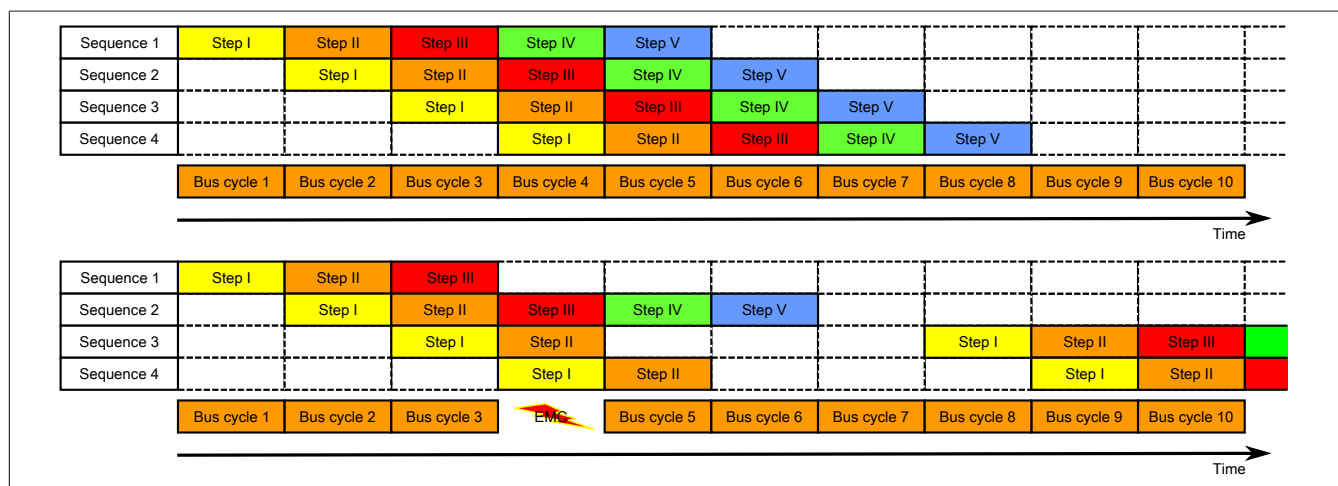 Sequence 1 Step I Step II Step III Step IV Step V
Sequence 2 Step I Step II Step III Step IV Step V
Sequence 3 Step I Step II Step III Step IV Step V
Sequence 4 Step I Step II Step III Step IV Step V
Bus cycle 1 Bus cycle 2 Bus cycle 3 Bus cycle 4 Bus cycle 5 Bus cycle 6 Bus cycle 7 Bus cycle 8 Bus cycle 9 Bus cycle 10
Time
Sequence 1 Step I Step II Step III
Sequence 2 Step I Step II Step III Step IV Step V
Sequence 3 Step I Step II Step I Step II Step III
Sequence 4 Step I Step II Step I Step II
Bus cycle 1 Bus cycle 2 Bus cycle 3 EMC Bus cycle 5 Bus cycle 6 Bus cycle 7 Bus cycle 8 Bus cycle 9 Bus cycle 10
Time